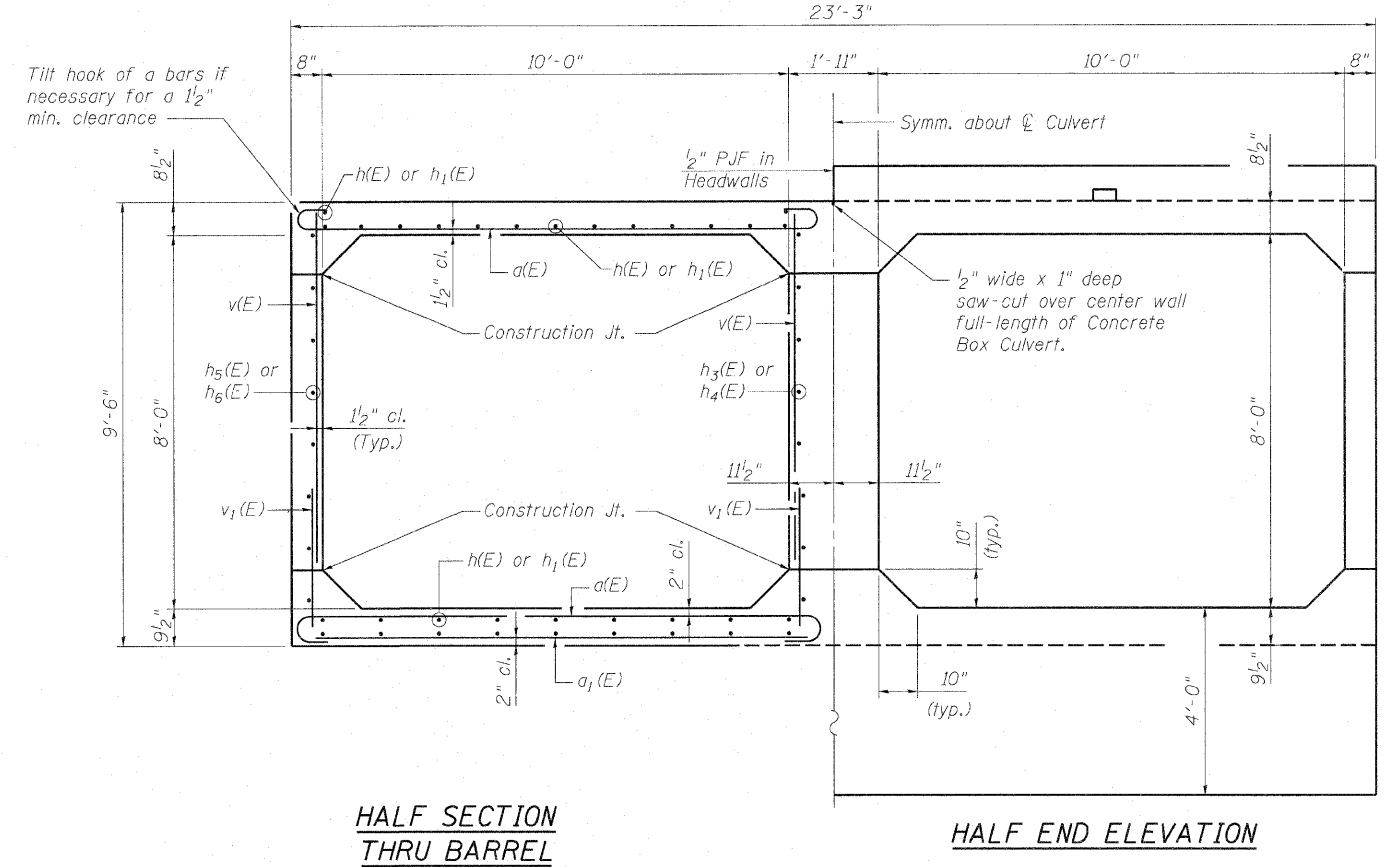 23'-3"
8"
10'-0"
1'-11"
10'-0"
8"
Tilt hook of a bars if
necessary for a 1½"
min. clearance
Symm. about ℄ Culvert
8½"
½" PJF in
Headwalls
8½"
h(E) or h₁(E)
1½" cl.
a(E)
h(E) or h₁(E)
½" wide x 1" deep
saw-cut over center wall
full-length of Concrete
Box Culvert.
v(E)
Construction Jt.
v(E)
h₅(E) or
h₆(E)
h₃(E) or
h₄(E)
9'-6"
8'-0"
1½" cl.
(Typ.)
8'-0"
11½"
11½"
v₁(E)
Construction Jt.
v₁(E)
10"
(typ.)
h(E) or h₁(E)
2" cl.
a(E)
9½"
2" cl.
a₁(E)
10"
(typ.)
9½"
4'-0"
HALF SECTION
THRU BARREL
HALF END ELEVATION